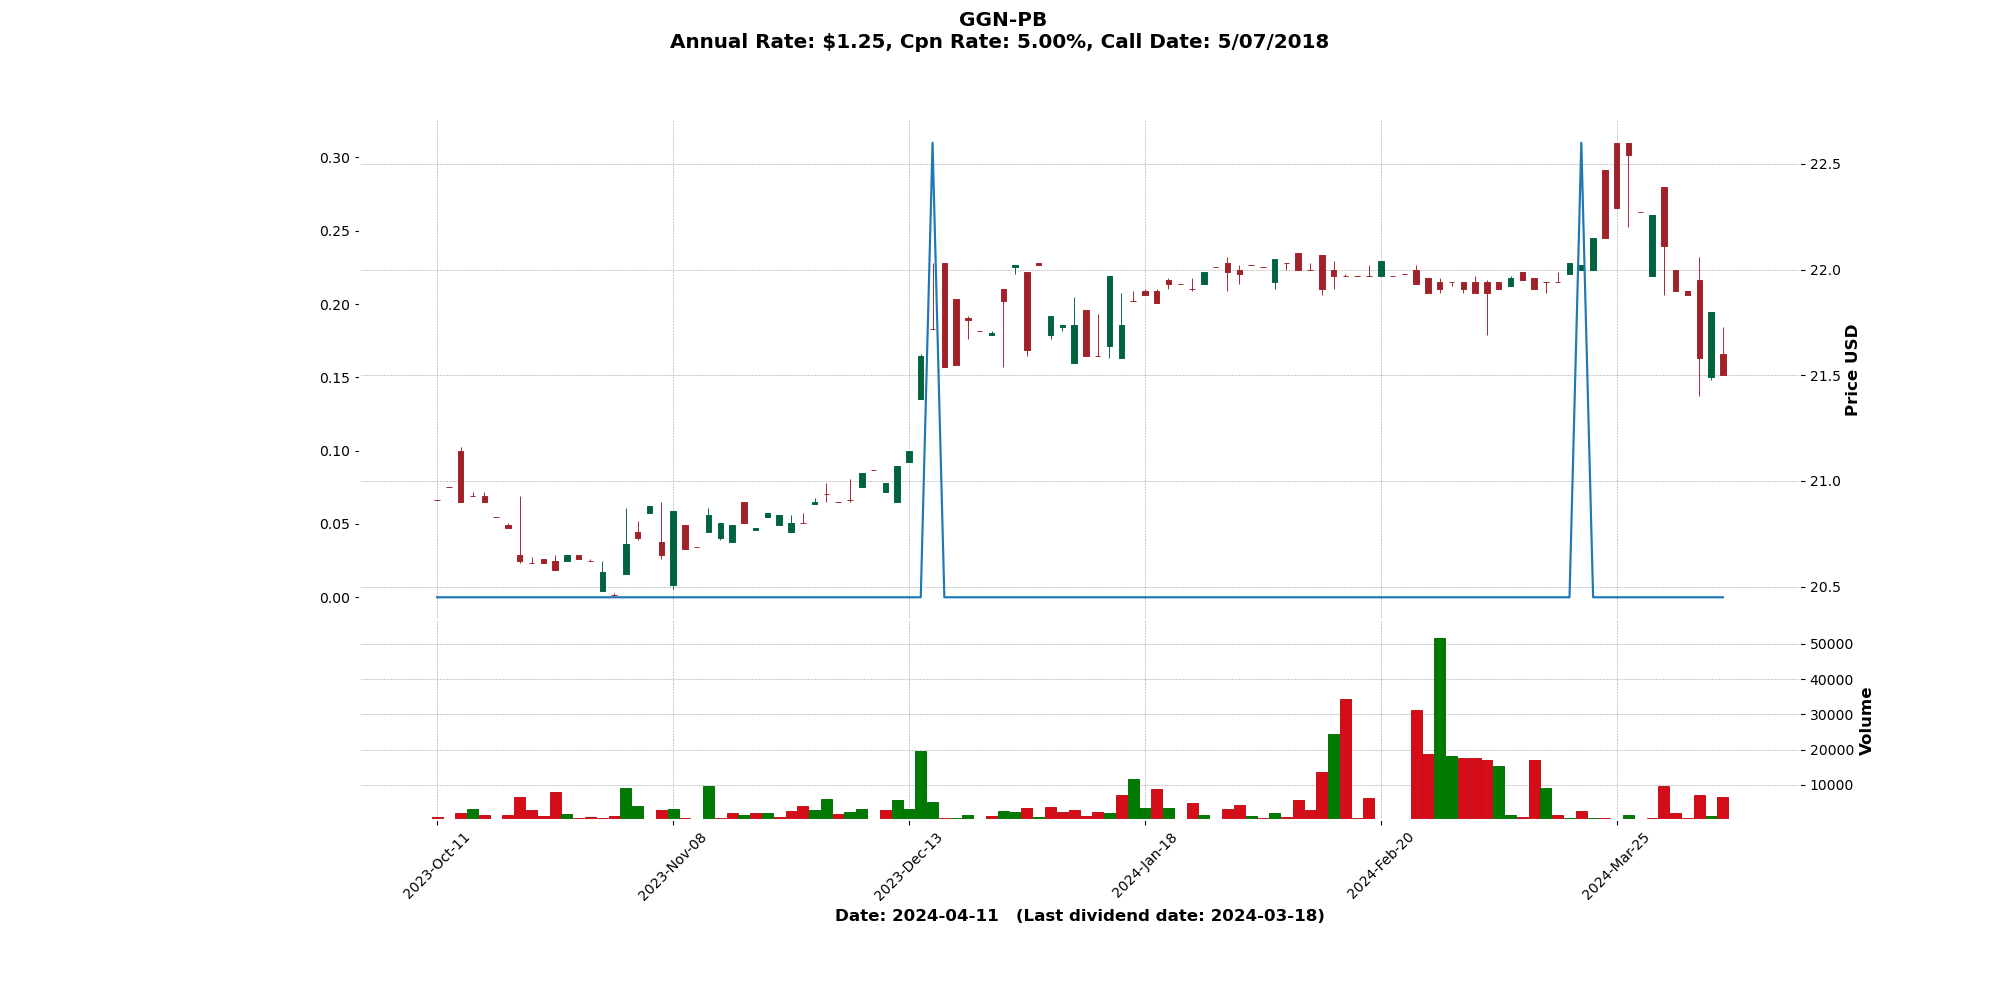 GGN-PB
Annual Rate: $1.25, Cpn Rate: 5.00%, Call Date: 5/07/2018
0.30
0.25
0.20
0.15
0.10
0.05
0.00
22.5
22.0
21.5
21.0
20.5
Price USD
50000
40000
30000
20000
10000
Volume
2023-Oct-11
2023-Nov-08
2023-Dec-13
2024-Jan-18
2024-Feb-20
2024-Mar-25
Date: 2024-04-11 (Last dividend date: 2024-03-18)